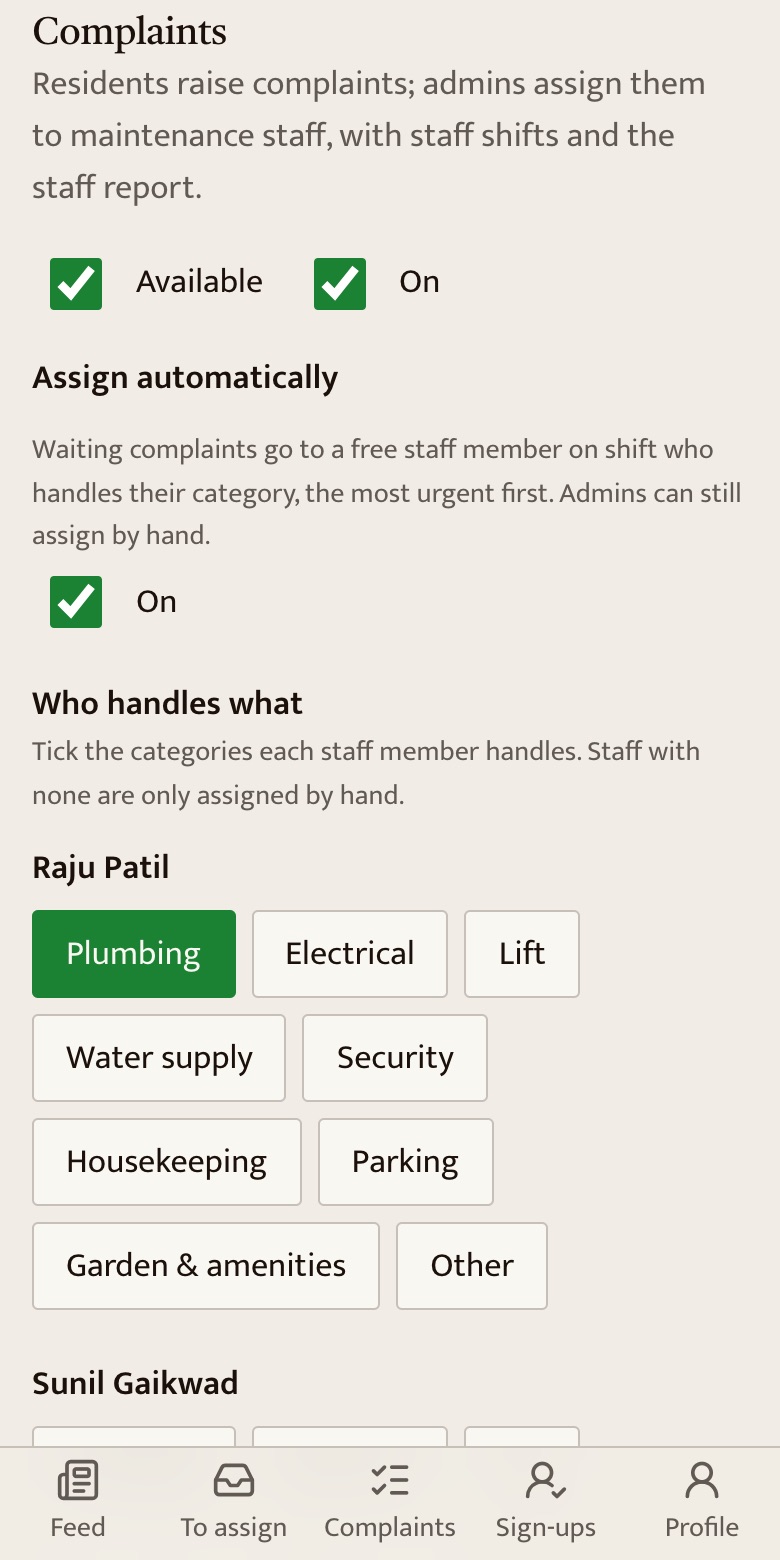 Complaints
Residents raise complaints; admins assign them
to maintenance staff, with staff shifts and the
staff report.
Available On
Assign automatically
Waiting complaints go to a free staff member on shift who
handles their category, the most urgent first. Admins can still
assign by hand.
On
Who handles what
Tick the categories each staff member handles. Staff with
none are only assigned by hand.
Raju Patil
Plumbing Electrical Lift
Water supply Security
Housekeeping Parking
Garden & amenities Other
Sunil Gaikwad
Feed To assign Complaints Sign-ups Profile